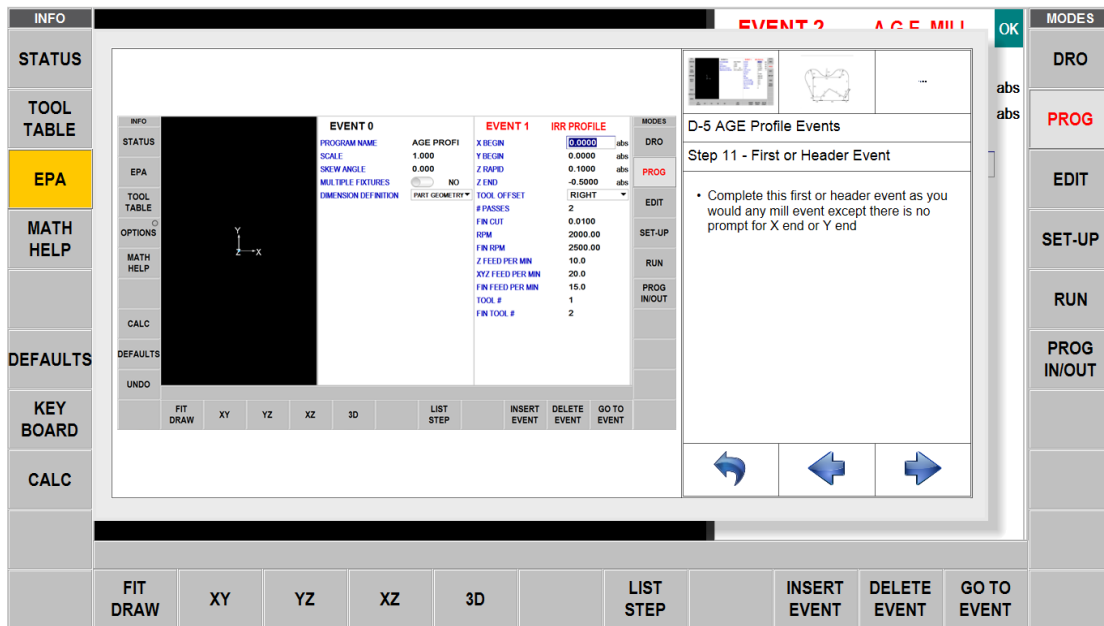 INFO
STATUS
TOOL
TABLE
EPA
MATH
HELP
DEFAULTS
KEY
BOARD
CALC
EVENT 2
A.G.E. MILL
OK
abs
abs
MODES
DRO
PROG
EDIT
SET-UP
RUN
PROG
IN/OUT
INFO
STATUS
EPA
TOOL
TABLE
OPTIONS
MATH
HELP
CALC
DEFAULTS
UNDO
Y
Z X
EVENT 0
PROGRAM NAME AGE PROFI
SCALE 1.000
SKEW ANGLE 0.000
MULTIPLE FIXTURES NO
DIMENSION DEFINITION PART GEOMETRY
EVENT 1 IRR PROFILE
X BEGIN 0.0000 abs
Y BEGIN 0.0000 abs
Z RAPID 0.1000 abs
Z END -0.5000 abs
TOOL OFFSET RIGHT
# PASSES 2
FIN CUT 0.0100
RPM 2000.00
FIN RPM 2500.00
Z FEED PER MIN 10.0
XYZ FEED PER MIN 20.0
FIN FEED PER MIN 15.0
TOOL # 1
FIN TOOL # 2
MODES
DRO
PROG
EDIT
SET-UP
RUN
PROG
IN/OUT
FIT
DRAW
XY
YZ
XZ
3D
LIST
STEP
INSERT
EVENT
DELETE
EVENT
GO TO
EVENT
...
D-5 AGE Profile Events
Step 11 - First or Header Event
• Complete this first or header event as you
would any mill event except there is no
prompt for X end or Y end
FIT
DRAW
XY
YZ
XZ
3D
LIST
STEP
INSERT
EVENT
DELETE
EVENT
GO TO
EVENT